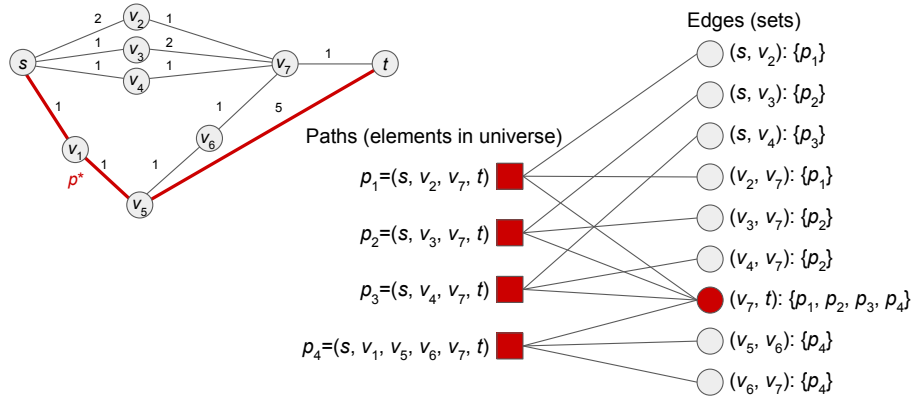 s
v2
v3
v4
v7
t
v1
v5
v6
2
1
1
2
1
1
1
5
1
1
1
1
p*
Paths (elements in universe)
p1=(s, v2, v7, t)
p2=(s, v3, v7, t)
p3=(s, v4, v7, t)
p4=(s, v1, v5, v6, v7, t)
Edges (sets)
(s, v2): {p1}
(s, v3): {p2}
(s, v4): {p3}
(v2, v7): {p1}
(v3, v7): {p2}
(v4, v7): {p2}
(v7, t): {p1, p2, p3, p4}
(v5, v6): {p4}
(v6, v7): {p4}